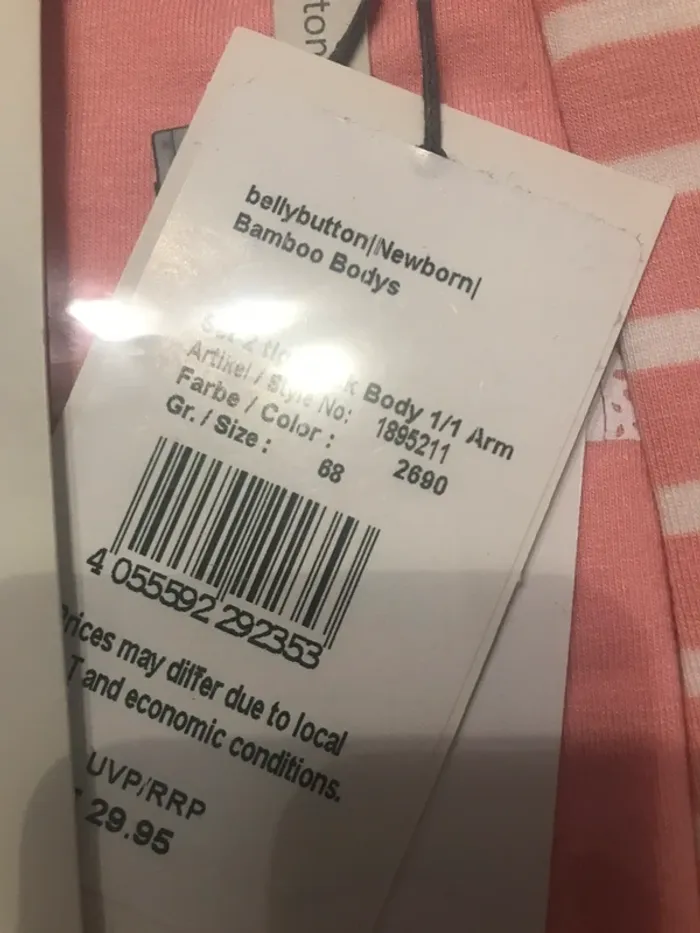 ton
bellybutton|Newborn|
Bamboo Bodys
Body 1/1 Arm
Artikel / Style No: 1895211
Farbe / Color: 2690
Gr. / Size: 68
4 055592 292353
may differ due to local
and economic conditions.
UVP/RRP
29.95